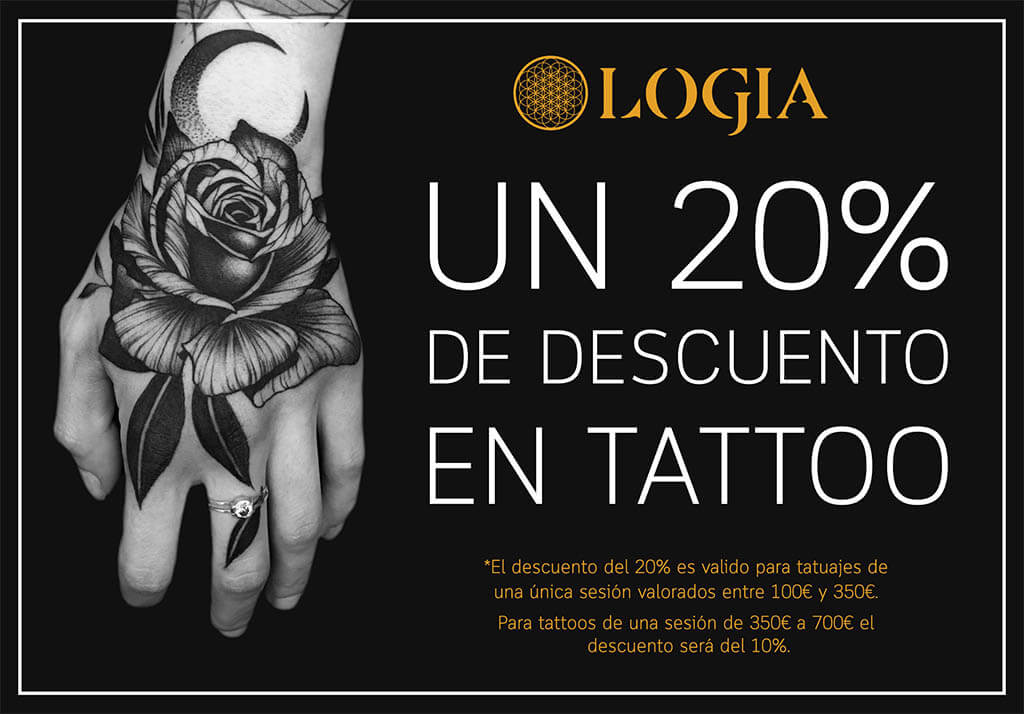 LOGIA
UN 20%
DE DESCUENTO
EN TATTOO
*El descuento del 20% es valido para tatuajes de
una única sesión valorados entre 100€ y 350€.
Para tattoos de una sesión de 350€ a 700€ el
descuento será del 10%.